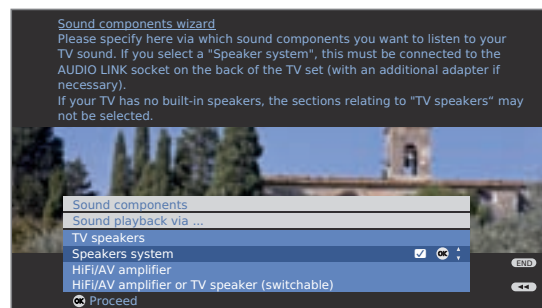 Sound components wizard
Please specify here via which sound components you want to listen to your
TV sound. If you select a "Speaker system", this must be connected to the
AUDIO LINK socket on the back of the TV set (with an additional adapter if
necessary).
If your TV has no built-in speakers, the sections relating to "TV speakers“ may
not be selected.
Sound components
Sound playback via ...
TV speakers
Speakers system OK
HiFi/AV amplifier
END
HiFi/AV amplifier or TV speaker (switchable)
OK Proceed